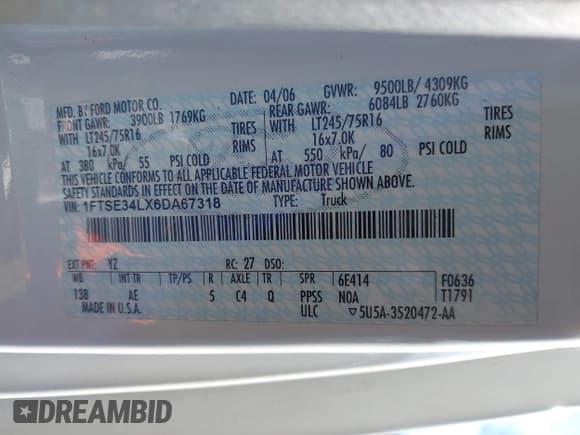 MFD. BY FORD MOTOR CO.
DATE: 04/06
GVWR: 9500LB/ 4309KG
FRONT GAWR: 3900LB 1769KG
REAR GAWR: 6084LB 2760KG
WITH LT245/75R16 TIRES
WITH LT245/75R16 TIRES
16x7.0K RIMS
16x7.0K RIMS
AT 380 kPa/ 55 PSI COLD
AT 550 kPa/ 80 PSI COLD
THIS VEHICLE CONFORMS TO ALL APPLICABLE FEDERAL MOTOR VEHICLE
SAFETY STANDARDS IN EFFECT ON THE DATE OF MANUFACTURE SHOWN ABOVE.
VIN: 1FTSE34LX6DA67318
TYPE: Truck
EXT PNT: YZ RC: 27 DSO:
WB INT TR TP/PS R AXLE TR SPR 6E414 F0636
138 AE 5 C4 Q PPSS NOA T1791
MADE IN U.S.A. ULC ▽5U5A-3520472-AA
DREAMBID